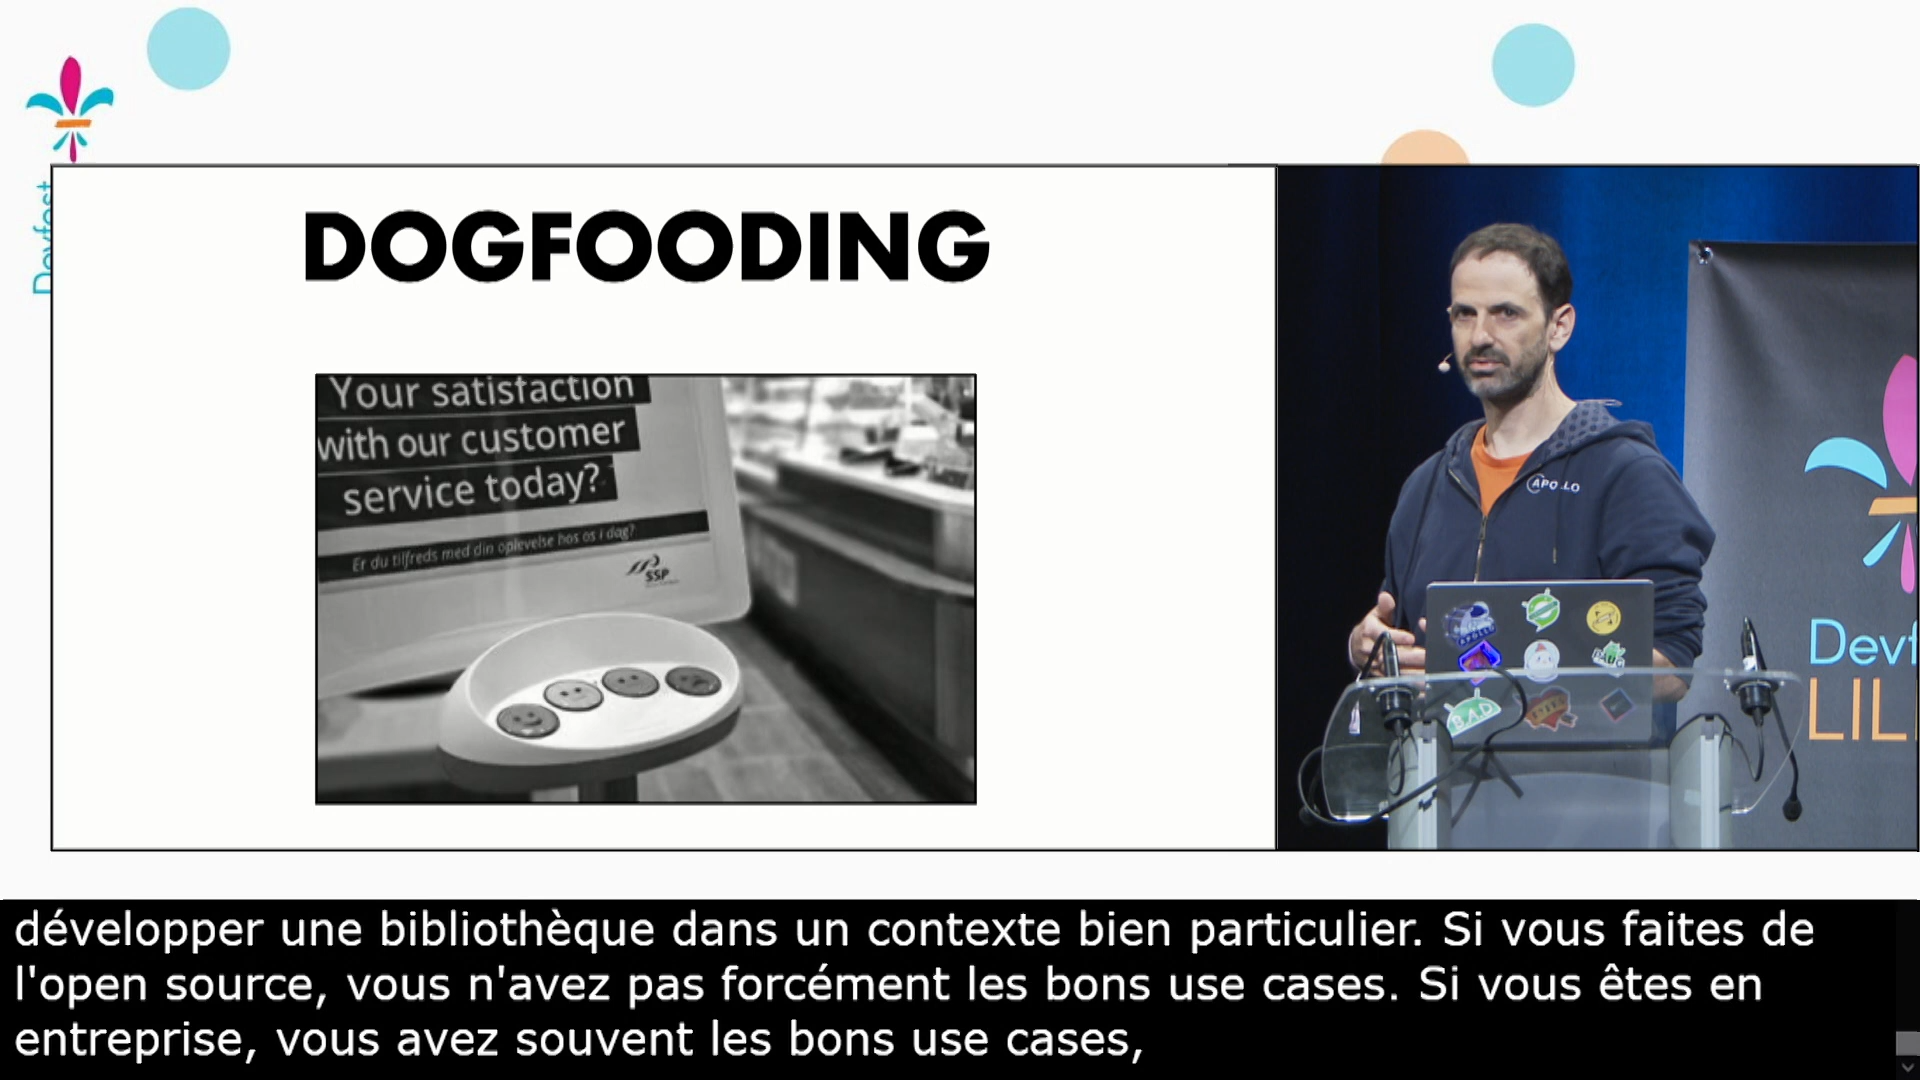 Devfest
DOGFOODING
Your satisfaction
with our customer
service today?
Er du tilfreds med din oplevelse hos os i dag?
SSP
APOLLO
APOLLO
B.A.D
Devf
LIL
développer une bibliothèque dans un contexte bien particulier. Si vous faites de
l'open source, vous n'avez pas forcément les bons use cases. Si vous êtes en
entreprise, vous avez souvent les bons use cases,